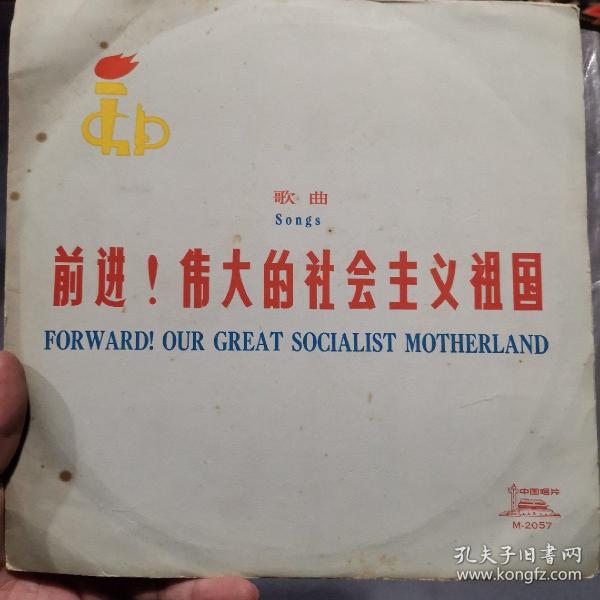 歌曲
Songs
前进！伟大的社会主义祖国
FORWARD! OUR GREAT SOCIALIST MOTHERLAND
中国唱片
M-2057
孔夫子旧书网
www.kongfz.com